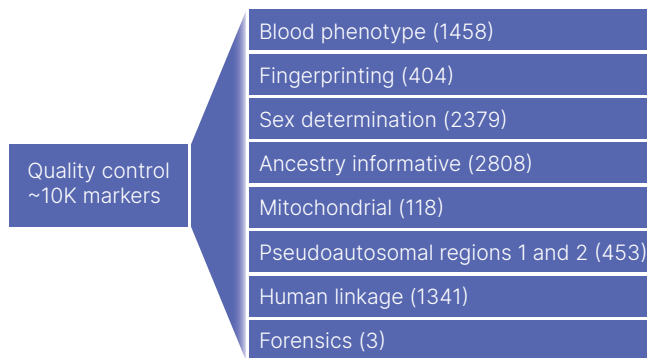 Quality control
~10K markers
Blood phenotype (1458)
Fingerprinting (404)
Sex determination (2379)
Ancestry informative (2808)
Mitochondrial (118)
Pseudoautosomal regions 1 and 2 (453)
Human linkage (1341)
Forensics (3)